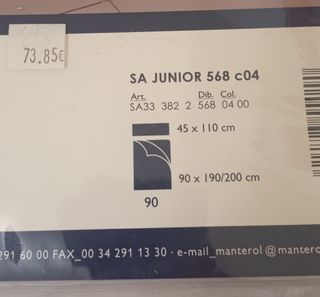 73.85€
SA JUNIOR 568 c04
Art. Dib. Col.
SA33 382 2 568 04 00
45 x 110 cm
90 x 190/200 cm
90
291 60 00 FAX_00 34 291 13 30 · e-mail_manterol @manterol